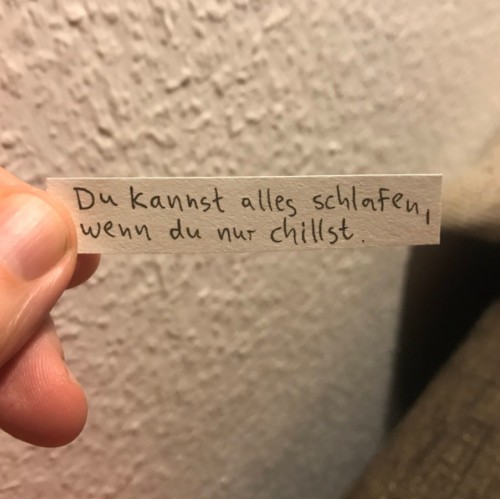 Du kannst alles schlafen,
wenn du nur chillst.